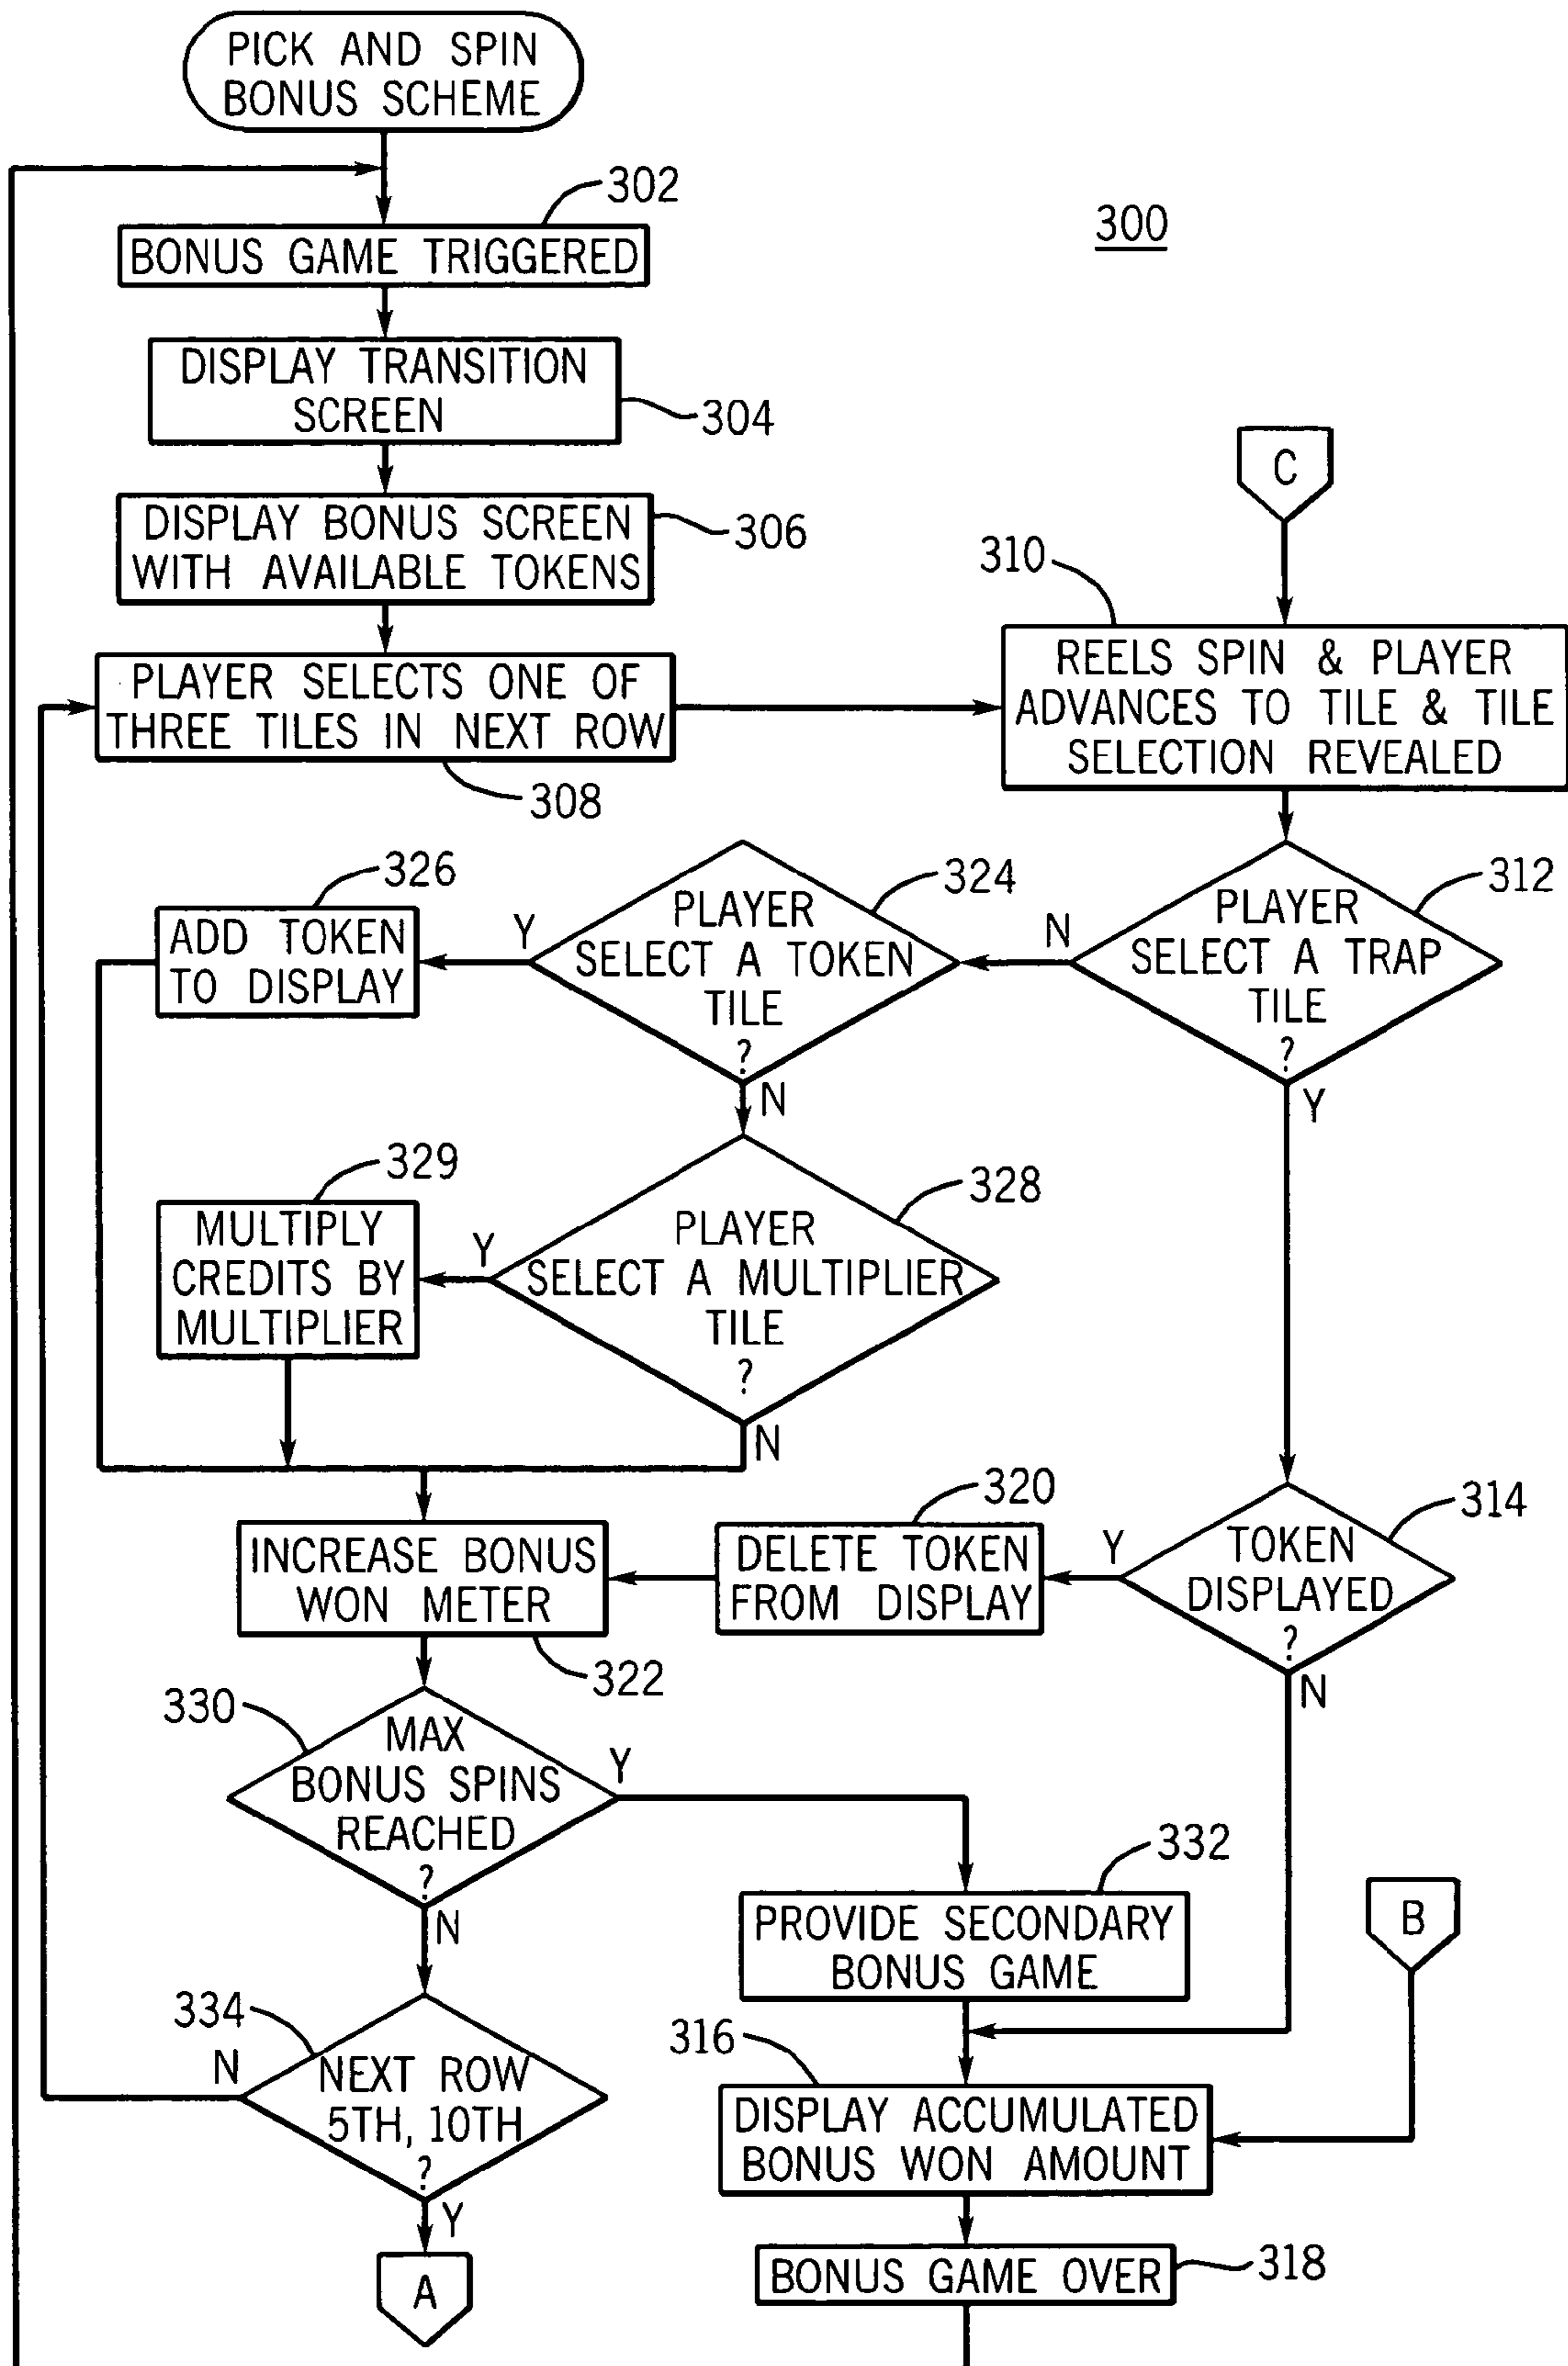 PICK AND SPIN
BONUS SCHEME
302
300
BONUS GAME TRIGGERED
DISPLAY TRANSITION
SCREEN
304
C
DISPLAY BONUS SCREEN
WITH AVAILABLE TOKENS
306
310
PLAYER SELECTS ONE OF
THREE TILES IN NEXT ROW
308
REELS SPIN & PLAYER
ADVANCES TO TILE & TILE
SELECTION REVEALED
326
ADD TOKEN
TO DISPLAY
Y
324
PLAYER
SELECT A TOKEN
TILE
?
N
N
312
PLAYER
SELECT A TRAP
TILE
?
Y
329
MULTIPLY
CREDITS BY
MULTIPLIER
Y
328
PLAYER
SELECT A MULTIPLIER
TILE
?
N
INCREASE BONUS
WON METER
322
320
DELETE TOKEN
FROM DISPLAY
Y
314
TOKEN
DISPLAYED
?
N
330
MAX
BONUS SPINS
REACHED
?
Y
N
332
PROVIDE SECONDARY
BONUS GAME
B
334
N
NEXT ROW
5TH, 10TH
?
Y
A
316
DISPLAY ACCUMULATED
BONUS WON AMOUNT
BONUS GAME OVER
318